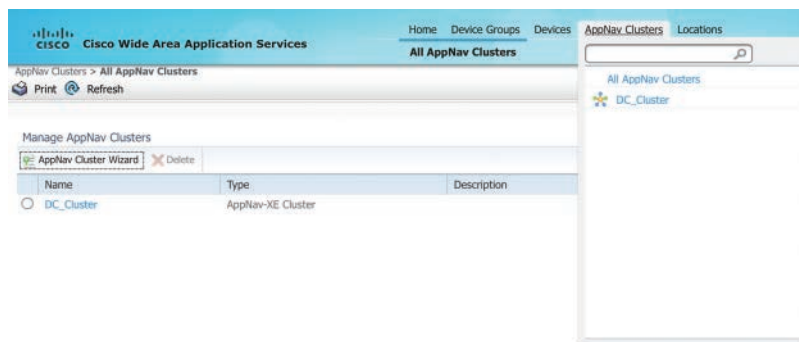 CISCO Cisco Wide Area Application Services
Home Device Groups Devices AppNav Clusters Locations
All AppNav Clusters
AppNav Clusters > All AppNav Clusters
Print Refresh
All AppNav Clusters
DC_Cluster
Manage AppNav Clusters
AppNav Cluster Wizard Delete
Name Type Description
DC_Cluster AppNav-XE Cluster